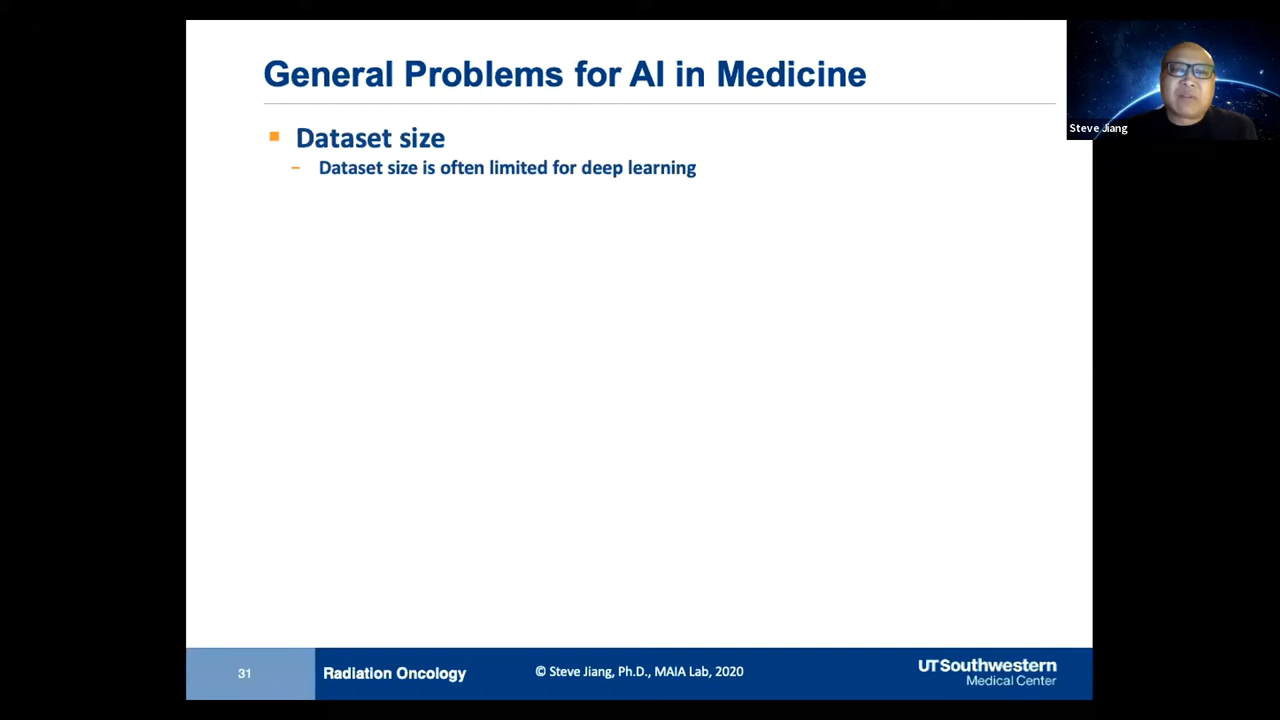 General Problems for AI in Medicine
Steve Jiang
Dataset size
Dataset size is often limited for deep learning
31
Radiation Oncology
© Steve Jiang, Ph.D., MAIA Lab, 2020
UTSouthwestern
Medical Center